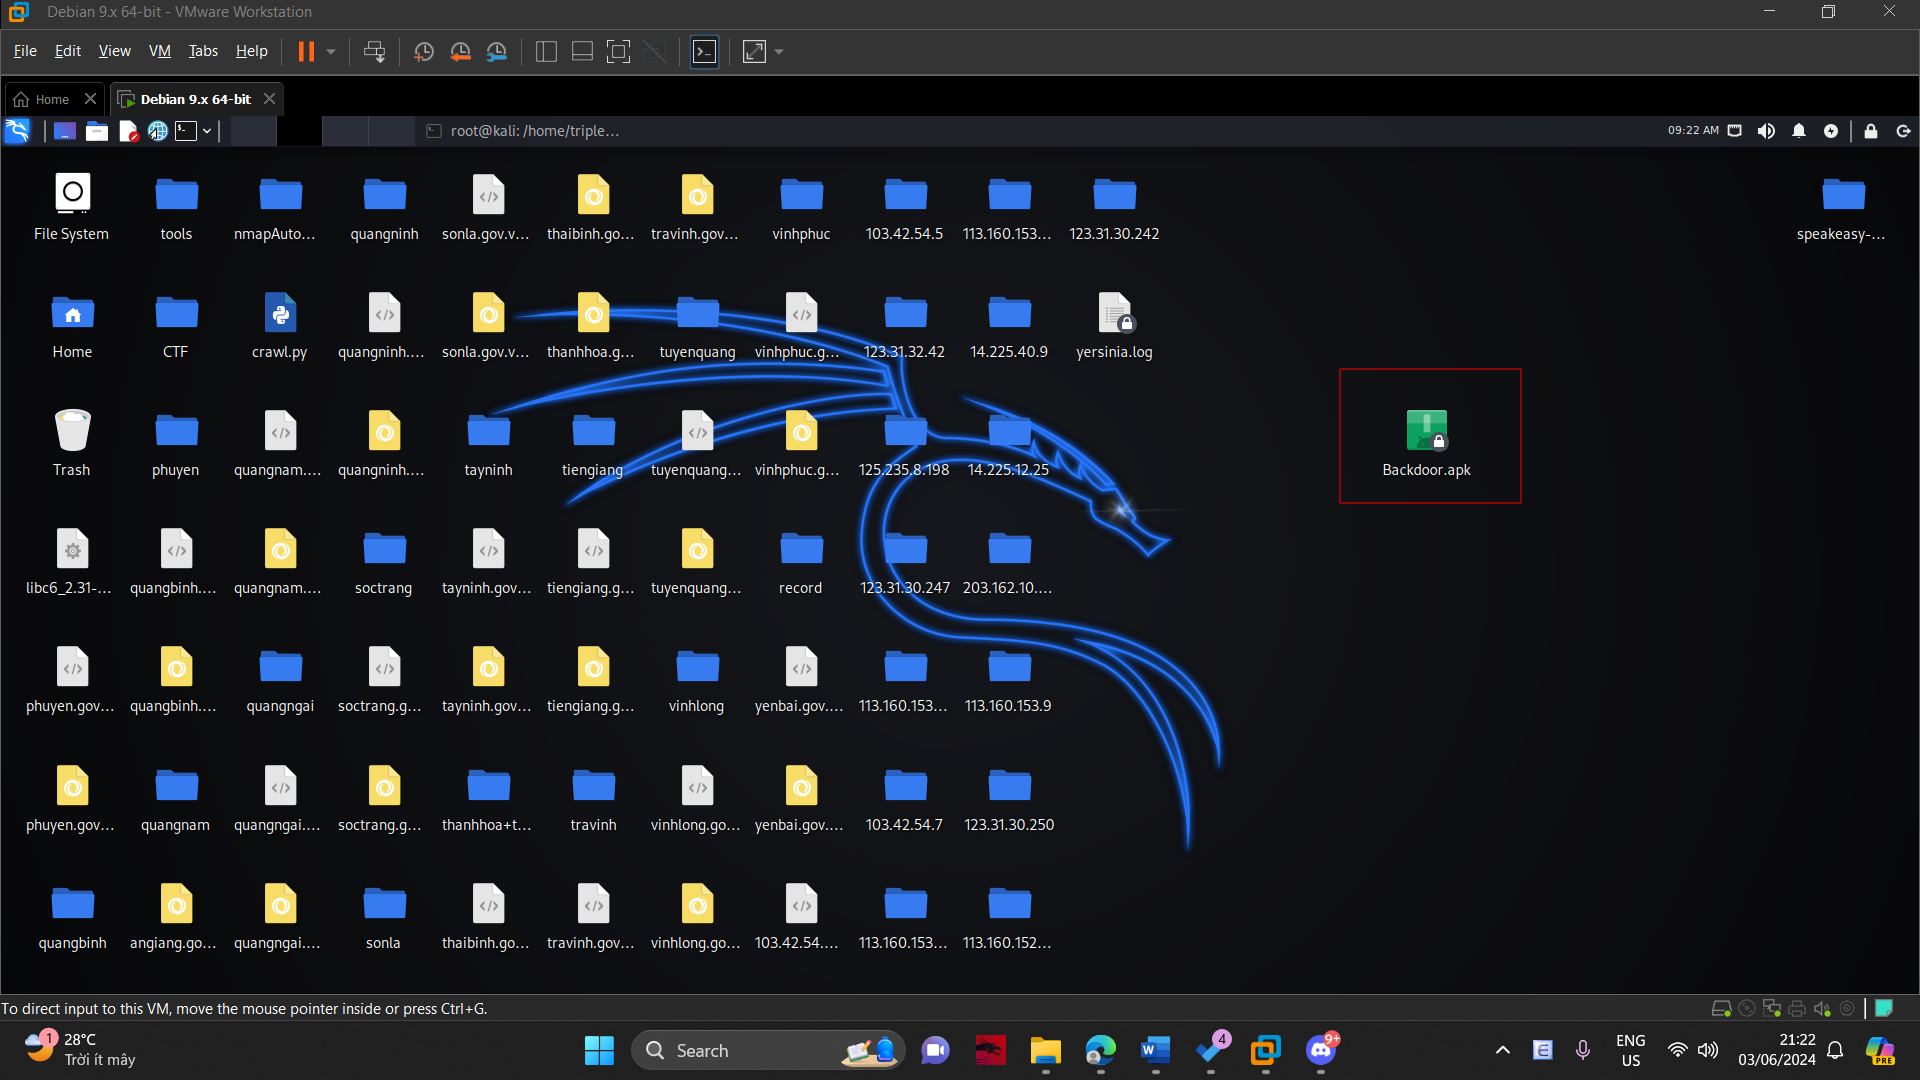 Debian 9.x 64-bit - VMware Workstation
File Edit View VM Tabs Help
Home
Debian 9.x 64-bit
root@kali: /home/triple...
09:22 AM
File System
tools
nmapAuto...
quangninh
sonla.gov.v...
thaibinh.go...
travinh.gov...
vinhphuc
103.42.54.5
113.160.153...
123.31.30.242
speakeasy-...
Home
CTF
crawl.py
quangninh....
sonla.gov.v...
thanhhoa.g...
tuyenquang
vinhphuc.g...
123.31.32.42
14.225.40.9
yersinia.log
Trash
phuyen
quangnam....
quangninh....
tayninh
tiengiang
tuyenquang...
vinhphuc.g...
125.235.8.198
14.225.12.25
Backdoor.apk
libc6_2.31-...
quangbinh....
quangnam....
soctrang
tayninh.gov...
tiengiang.g...
tuyenquang...
record
123.31.30.247
203.162.10....
phuyen.gov...
quangbinh....
quangngai
soctrang.g...
tayninh.gov...
tiengiang.g...
vinhlong
yenbai.gov....
113.160.153...
113.160.153.9
phuyen.gov...
quangnam
quangngai....
soctrang.g...
thanhhoa+t...
travinh
vinhlong.go...
yenbai.gov....
103.42.54.7
123.31.30.250
quangbinh
angiang.go...
quangngai....
sonla
thaibinh.go...
travinh.gov...
vinhlong.go...
103.42.54....
113.160.153...
113.160.152...
To direct input to this VM, move the mouse pointer inside or press Ctrl+G.
1
28°C
Trời ít mây
Search
4
9+
ENG
US
21:22
03/06/2024
PRE